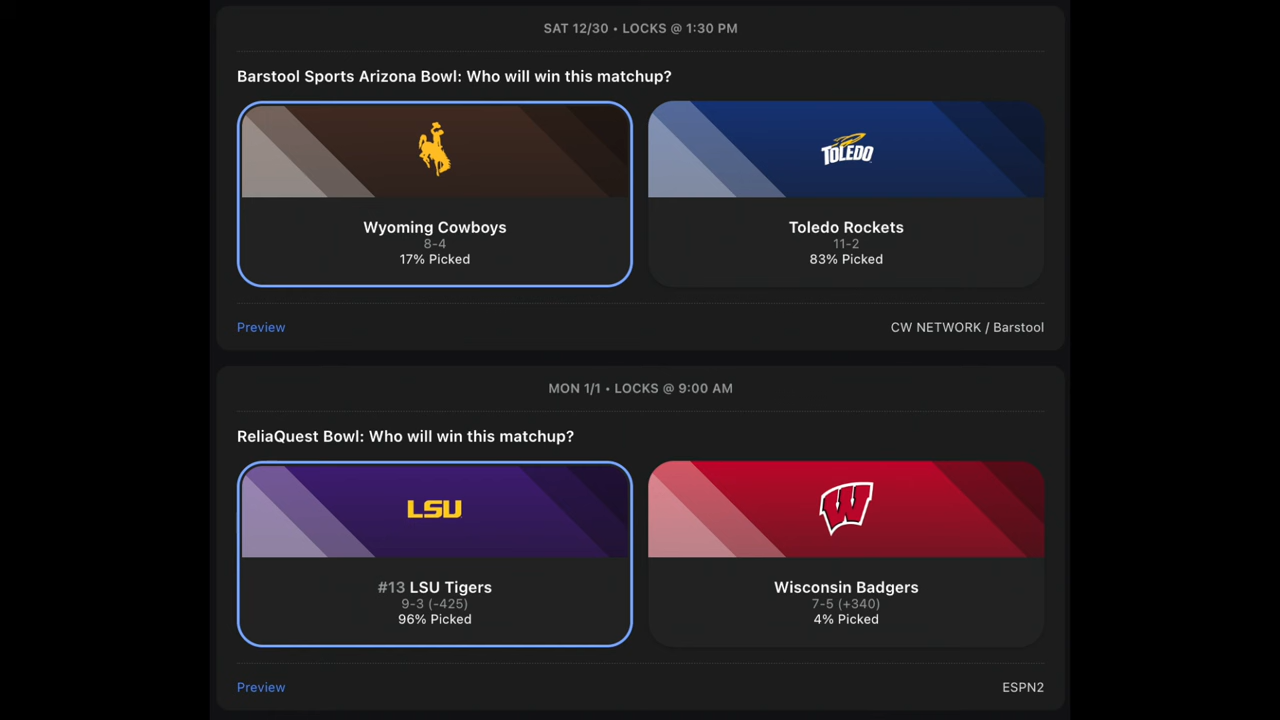 SAT 12/30 • LOCKS @ 1:30 PM
Barstool Sports Arizona Bowl: Who will win this matchup?
TOLEDO
Wyoming Cowboys
8-4
17% Picked
Toledo Rockets
11-2
83% Picked
Preview
CW NETWORK / Barstool
MON 1/1 • LOCKS @ 9:00 AM
ReliaQuest Bowl: Who will win this matchup?
LSU
W
#13 LSU Tigers
9-3 (-425)
96% Picked
Wisconsin Badgers
7-5 (+340)
4% Picked
Preview
ESPN2